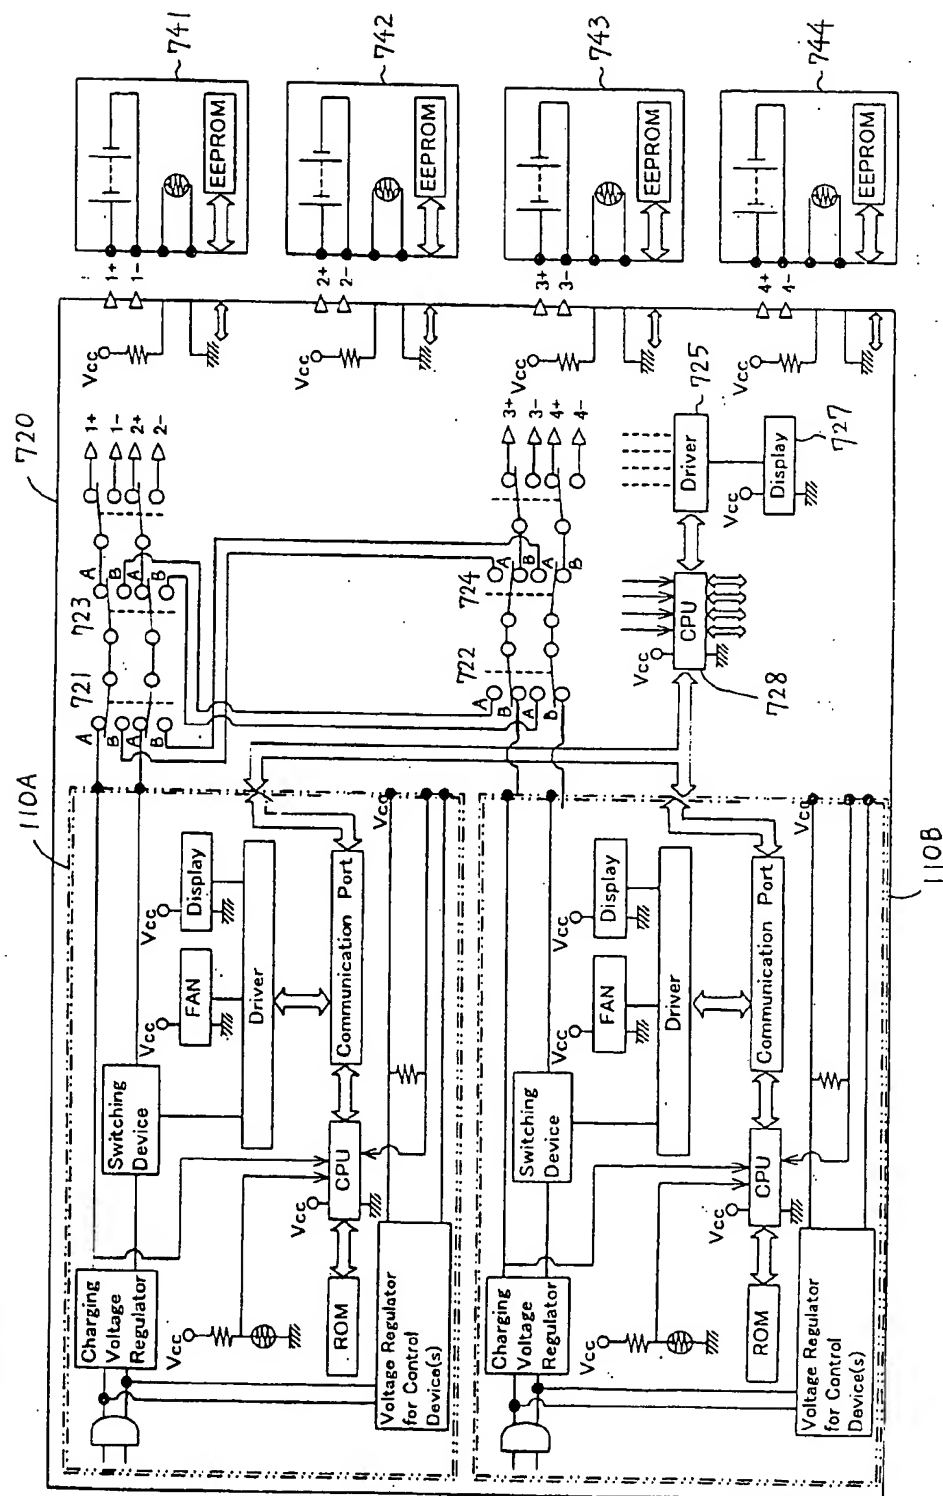 741
742
743
744
EEPROM
EEPROM
EEPROM
EEPROM
1+
1-
2+
2-
3+
3-
4+
4-
Vcc
Vcc
Vcc
Vcc
720
1+
1-
2+
2-
3+
3-
4+
4-
725
Driver
727
Display
Vcc
A
B
A
B
723
721
A
B
A
B
A
B
A
B
724
722
A
B
A
B
CPU
Vcc
728
110A
Vcc
Display
Vcc
FAN
Vcc
Driver
Communication Port
Switching
Device
CPU
Vcc
ROM
Charging
Voltage
Regulator
Vcc
Voltage Regulator
for Control
Device(s)
110B
Vcc
Display
Vcc
FAN
Vcc
Driver
Communication Port
Switching
Device
CPU
Vcc
ROM
Charging
Voltage
Regulator
Vcc
Voltage Regulator
for Control
Device(s)